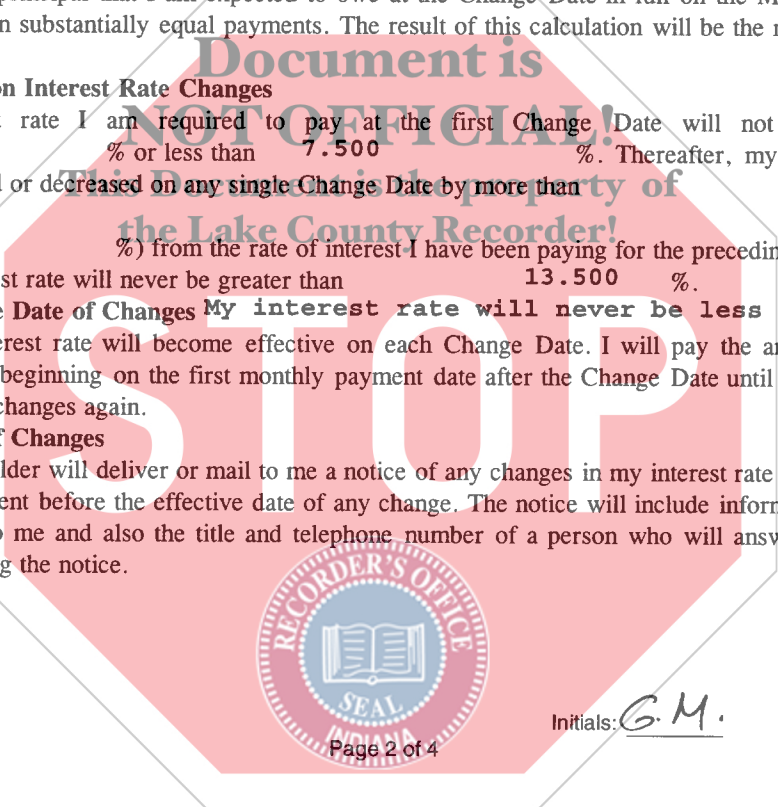 principal that I am expected to owe at the Change Date in full on the M
n substantially equal payments. The result of this calculation will be the
Document is
on Interest Rate Changes
NOT OFFICIAL!
rate I am required to pay at the first Change Date will not
% or less than 7.500 %. Thereafter, my
or decreased on any single Change Date by more than
This Document is the property of
the Lake County Recorder!
%) from the rate of interest I have been paying for the precedin
st rate will never be greater than 13.500 %.
e Date of Changes My interest rate will never be less
erest rate will become effective on each Change Date. I will pay the a
beginning on the first monthly payment date after the Change Date until
changes again.
f Changes
lder will deliver or mail to me a notice of any changes in my interest rate
ent before the effective date of any change. The notice will include infor
o me and also the title and telephone number of a person who will answ
g the notice.
STOP
RECORDER'S OFFICE
SEAL
INDIANA
Initials: G. M.
Page 2 of 4